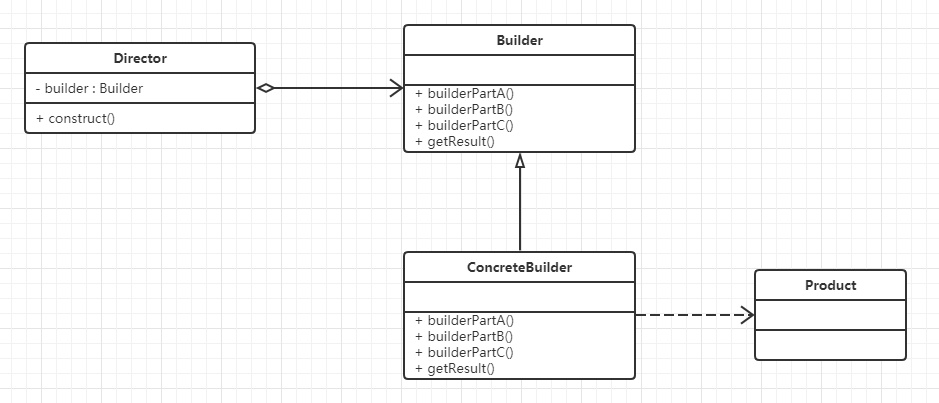 Director
- builder : Builder
+ construct()
Builder
+ builderPartA()
+ builderPartB()
+ builderPartC()
+ getResult()
ConcreteBuilder
+ builderPartA()
+ builderPartB()
+ builderPartC()
+ getResult()
Product